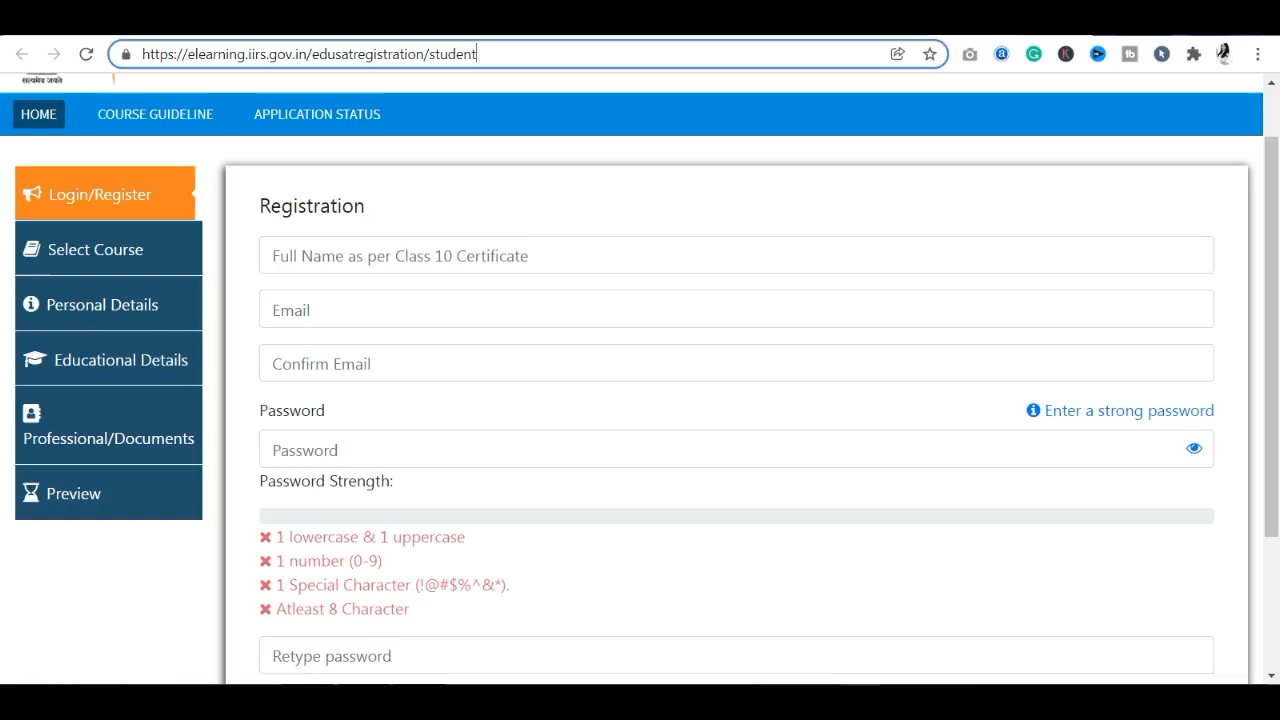 https://elearning.iirs.gov.in/edusatregistration/student
सत्यमेव जयते
HOME
COURSE GUIDELINE
APPLICATION STATUS
Login/Register
Select Course
Personal Details
Educational Details
Professional/Documents
Preview
Registration
Full Name as per Class 10 Certificate
Email
Confirm Email
Password
Enter a strong password
Password
Password Strength:
1 lowercase & 1 uppercase
1 number (0-9)
1 Special Character (!@#$%^&*).
Atleast 8 Character
Retype password